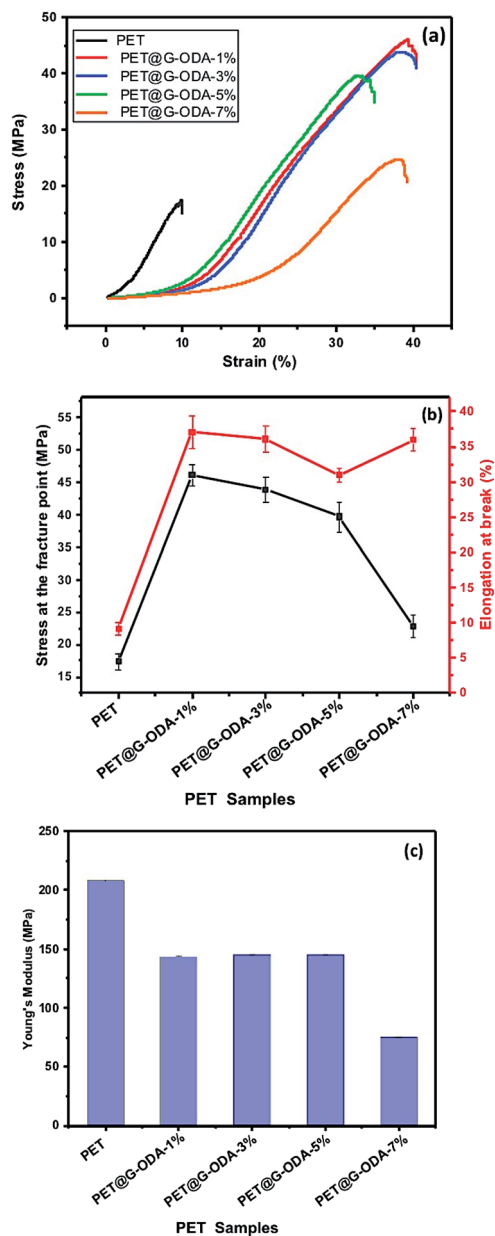 (a)
PET
PET@G-ODA-1%
PET@G-ODA-3%
PET@G-ODA-5%
PET@G-ODA-7%
Stress (MPa)
50
40
30
20
10
0
0 10 20 30 40
Strain (%)
(b)
Stress at the fracture point (MPa)
55
50
45
40
35
30
25
20
15
40
35
30
25
20
15
10
5
0
Elongation at break (%)
PET
PET@G-ODA-1%
PET@G-ODA-3%
PET@G-ODA-5%
PET@G-ODA-7%
PET Samples
(c)
Young's Modulus (MPa)
250
200
150
100
50
0
PET
PET@G-ODA-1%
PET@G-ODA-3%
PET@G-ODA-5%
PET@G-ODA-7%
PET Samples